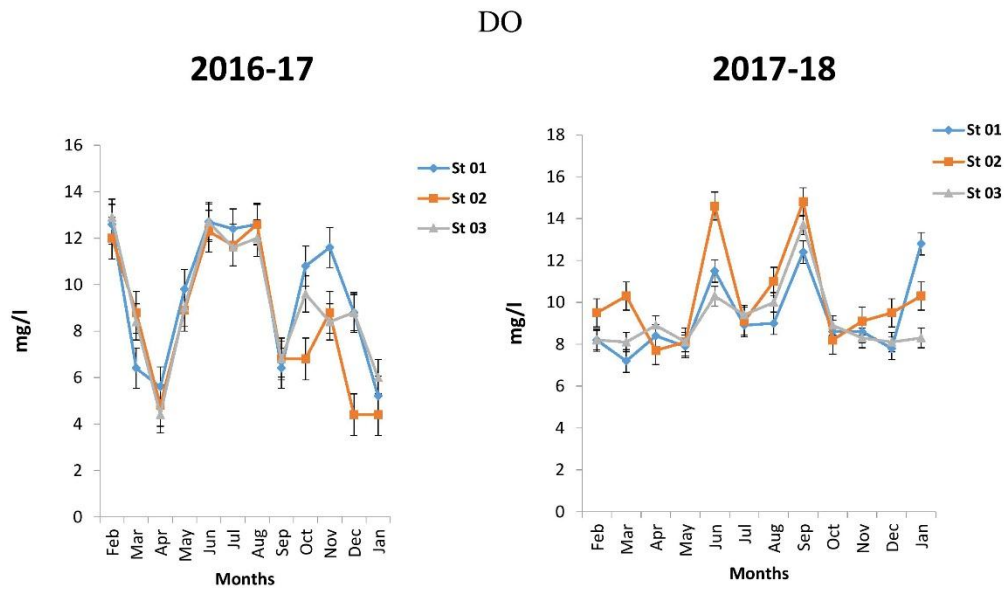 DO
2016-17
16
14
12
10
8
6
4
2
0
mg/l
Feb
Mar
Apr
May
Jun
Jul
Aug
Sep
Oct
Nov
Dec
Jan
Months
St 01
St 02
St 03
2017-18
18
16
14
12
10
8
6
4
2
0
mg/l
Feb
Mar
Apr
May
Jun
Jul
Aug
Sep
Oct
Nov
Dec
Jan
Months
St 01
St 02
St 03